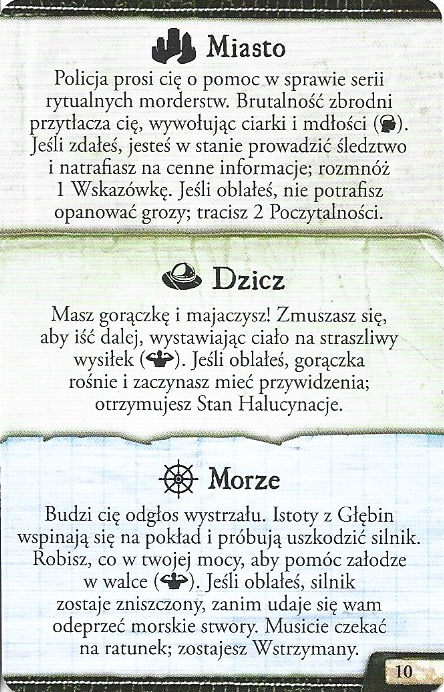 Miasto
Policja prosi cię o pomoc w sprawie serii
rytualnych morderstw. Brutalność zbrodni
przytłacza cię, wywołując ciarki i mdłości ( ).
Jeśli zdałeś, jesteś w stanie prowadzić śledztwo
i natrafiasz na cenne informacje; rozmnóż
1 Wskazówkę. Jeśli oblałeś, nie potrafisz
opanować grozy; tracisz 2 Poczytalności.
Dzicz
Masz gorączkę i majaczysz! Zmuszasz się,
aby iść dalej, wystawiając ciało na straszliwy
wysiłek ( ). Jeśli oblałeś, gorączka
rośnie i zaczynasz mieć przywidzenia;
otrzymujesz Stan Halucynacje.
Morze
Budzi cię odgłos wystrzału. Istoty z Głębin
wspinają się na pokład i próbują uszkodzić silnik.
Robisz, co w twojej mocy, aby pomóc załodze
w walce ( ). Jeśli oblałeś, silnik
zostaje zniszczony, zanim udaje się wam
odeprzeć morskie stwory. Musicie czekać
na ratunek; zostajesz Wstrzymany.
10